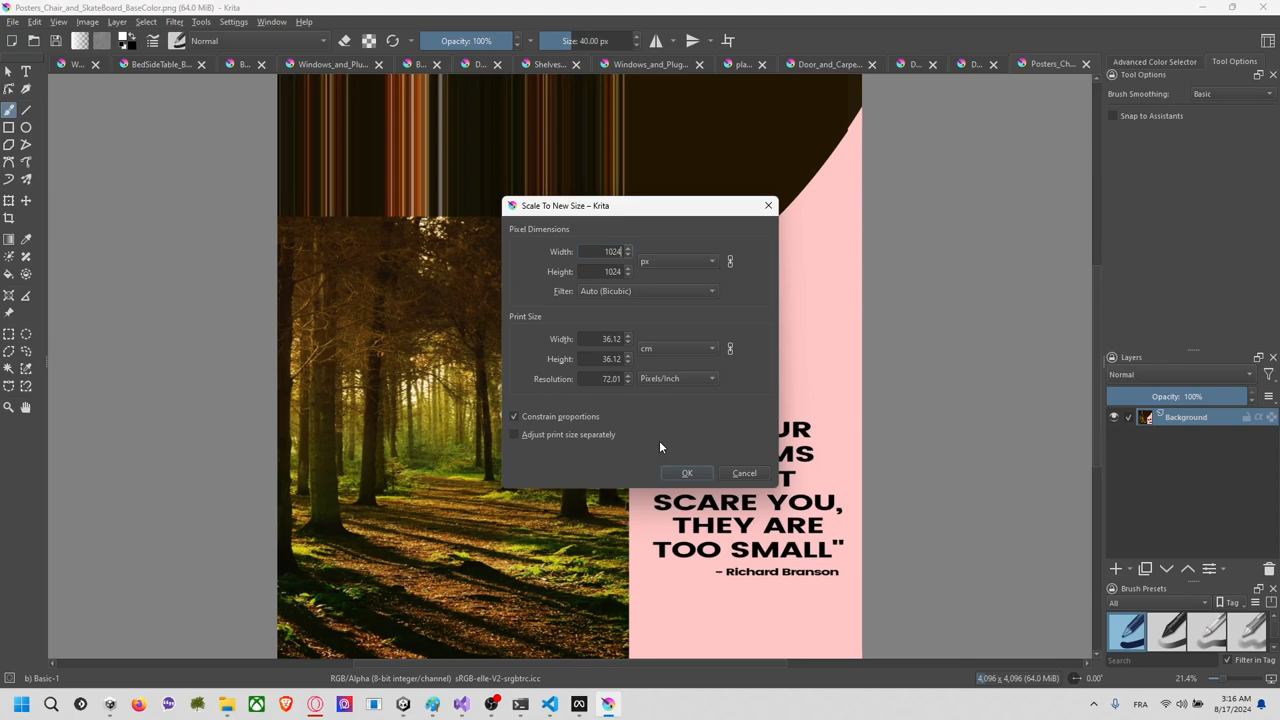 Posters_Chair_and_SkateBoard_BaseColor.png (64.0 MiB) - Krita
File Edit View Image Layer Select Filter Tools Settings Window Help
Normal Opacity: 100% Size: 40.00 px
W... BedSideTable_B... B... Windows_and_Plu... B... D... Shelves... Windows_and_Plug... pla... Door_and_Carpe... D... D... Posters_Ch...
Advanced Color Selector Tool Options
Tool Options
Brush Smoothing: Basic
Snap to Assistants
Scale To New Size – Krita
Pixel Dimensions
Width: 1024
px
Height: 1024
Filter: Auto (Bicubic)
Print Size
Width: 36.12
cm
Height: 36.12
Resolution: 72.01 Pixels/Inch
Constrain proportions
Adjust print size separately
OK Cancel
UR
MS
T
SCARE YOU,
THEY ARE
TOO SMALL"
– Richard Branson
Layers
Normal
Opacity: 100%
Background
Brush Presets
All Tag
Search Filter in Tag
b) Basic-1 RGB/Alpha (8-bit integer/channel) sRGB-elle-V2-srgbtrc.icc 4,096 x 4,096 (64.0 MiB) 0.00° 21.4%
FRA 3:16 AM
8/17/2024